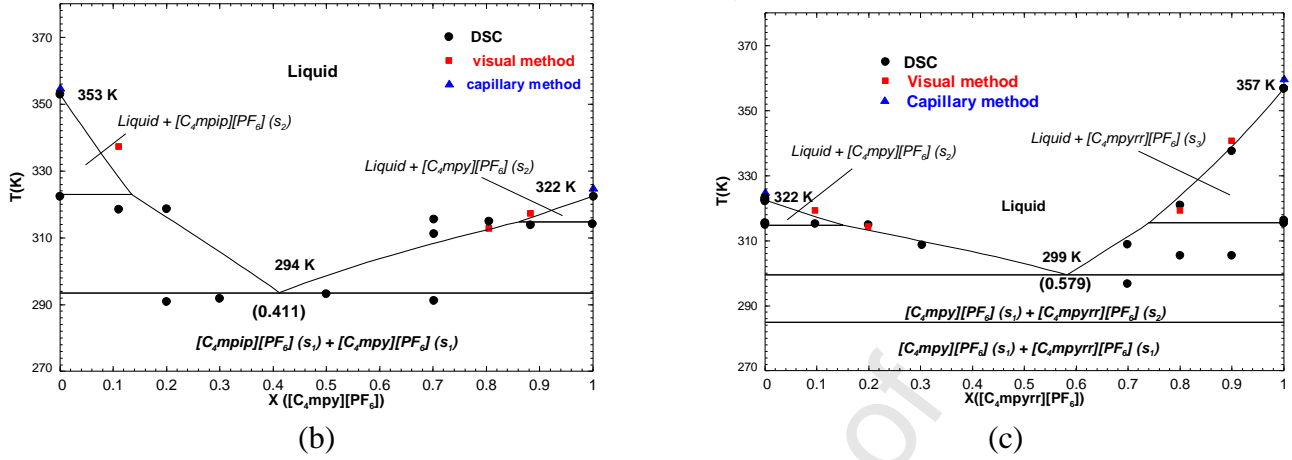 370
350
330
310
290
270
T(K)
DSC
visual method
capillary method
Liquid
353 K
Liquid + [C₄mpip][PF₆] (s₂)
Liquid + [C₄mpy][PF₆] (s₂)
322 K
294 K
(0.411)
[C₄mpip][PF₆] (s₁) + [C₄mpy][PF₆] (s₁)
0 0.1 0.2 0.3 0.4 0.5 0.6 0.7 0.8 0.9 1
X ([C₄mpy][PF₆])
(b)
370
350
330
310
290
270
T(K)
DSC
Visual method
Capillary method
357 K
Liquid + [C₄mpyrr][PF₆] (s₃)
Liquid + [C₄mpy][PF₆] (s₂)
322 K
Liquid
299 K
(0.579)
[C₄mpy][PF₆] (s₁) + [C₄mpyrr][PF₆] (s₂)
[C₄mpy][PF₆] (s₁) + [C₄mpyrr][PF₆] (s₁)
0 0.1 0.2 0.3 0.4 0.5 0.6 0.7 0.8 0.9 1
X([C₄mpyrr][PF₆])
(c)